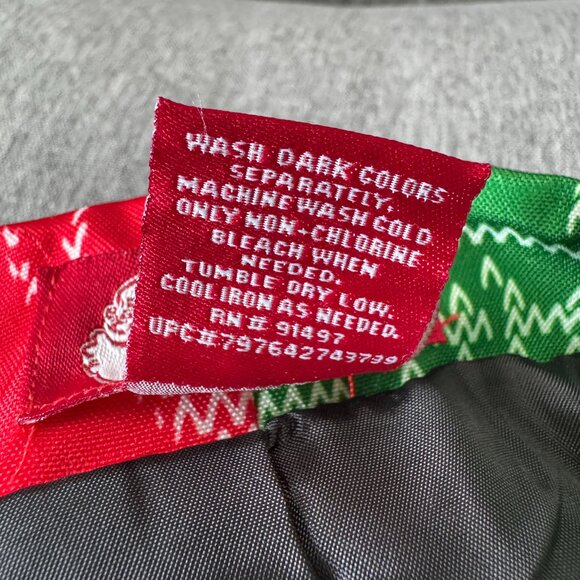 WASH DARK COLORS
SEPARATELY.
MACHINE WASH COLD
ONLY NON-CHLORINE
BLEACH WHEN
NEEDED.
TUMBLE DRY LOW.
COOL IRON AS NEEDED.
RN# 91497
UPC#:797642743739